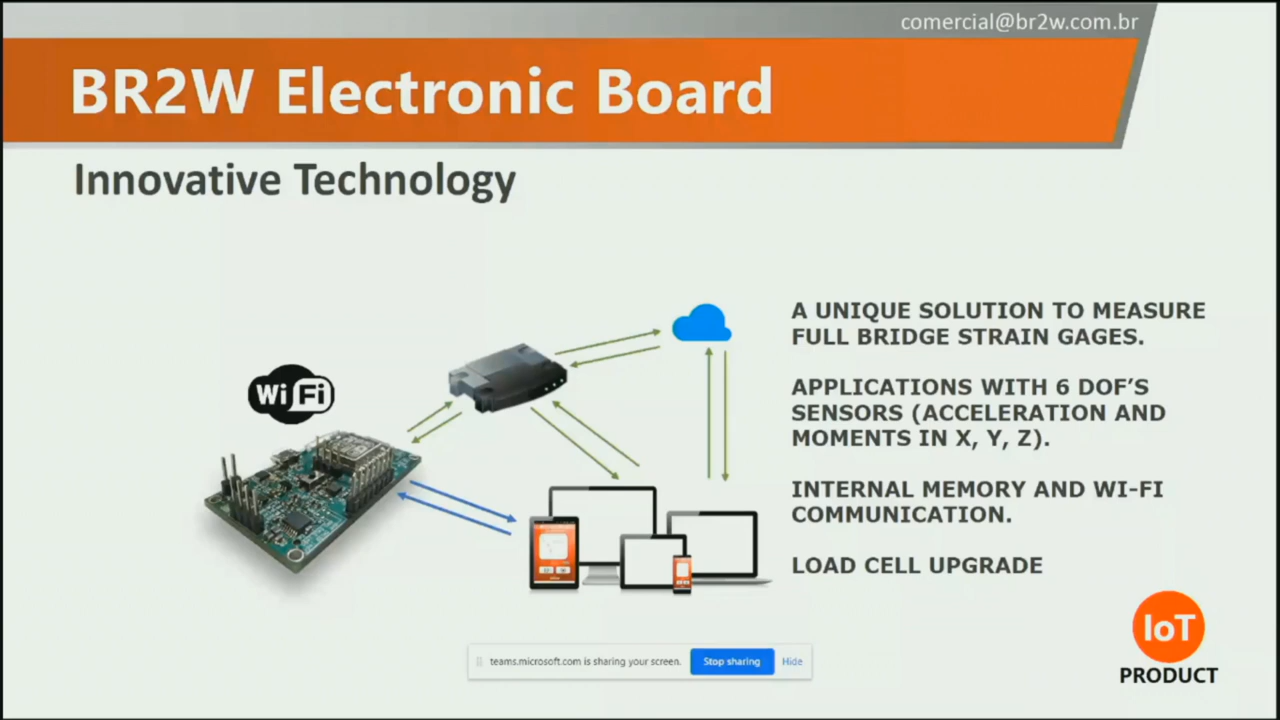 comercial@br2w.com.br
BR2W Electronic Board
Innovative Technology
A UNIQUE SOLUTION TO MEASURE
FULL BRIDGE STRAIN GAGES.
APPLICATIONS WITH 6 DOF'S
SENSORS (ACCELERATION AND
MOMENTS IN X, Y, Z).
INTERNAL MEMORY AND WI-FI
COMMUNICATION.
LOAD CELL UPGRADE
Wi Fi
IoT
PRODUCT
teams.microsoft.com is sharing your screen. Stop sharing Hide